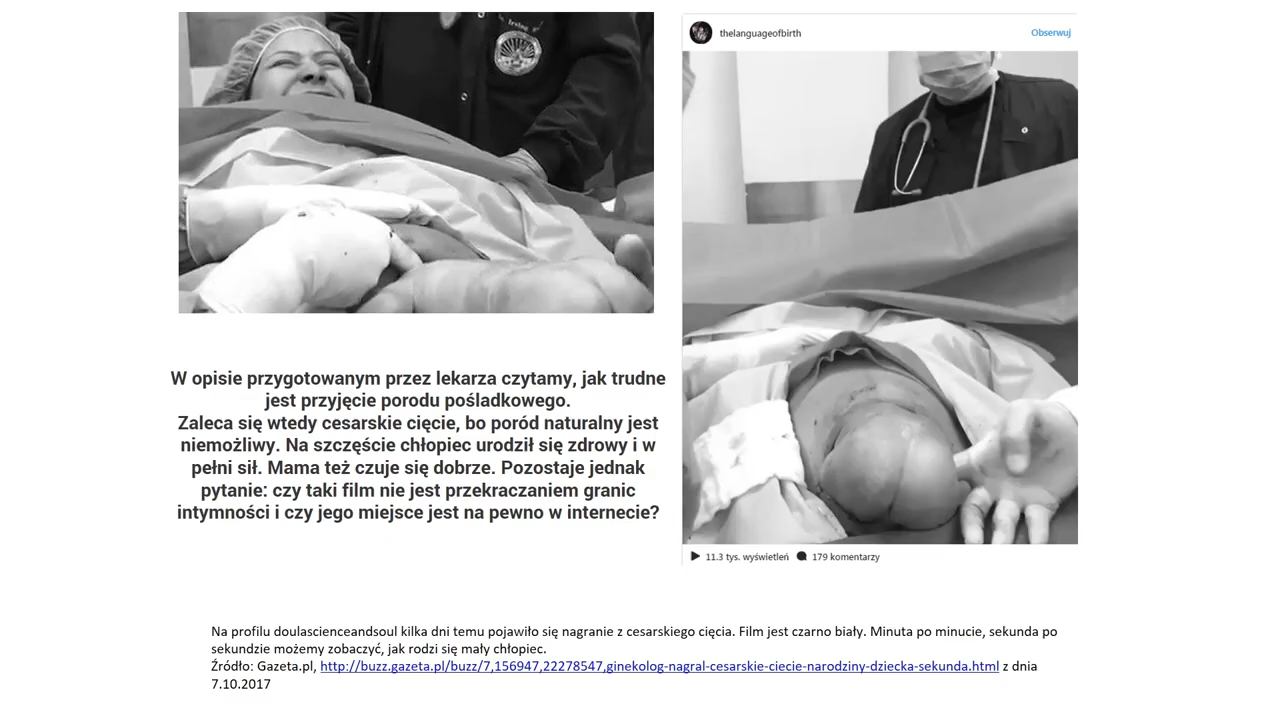 thelanguageofbirth
Obserwuj
W opisie przygotowanym przez lekarza czytamy, jak trudne
jest przyjęcie porodu pośladkowego.
Zaleca się wtedy cesarskie cięcie, bo poród naturalny jest
niemożliwy. Na szczęście chłopiec urodził się zdrowy i w
pełni sił. Mama też czuje się dobrze. Pozostaje jednak
pytanie: czy taki film nie jest przekraczaniem granic
intymności i czy jego miejsce jest na pewno w internecie?
11.3 tys. wyświetleń 179 komentarzy
Na profilu doulascienceandsoul kilka dni temu pojawiło się nagranie z cesarskiego cięcia. Film jest czarno biały. Minuta po minucie, sekunda po
sekundzie możemy zobaczyć, jak rodzi się mały chłopiec.
Źródło: Gazeta.pl, http://buzz.gazeta.pl/buzz/7,156947,22278547,ginekolog-nagral-cesarskie-ciecie-narodziny-dziecka-sekunda.html z dnia
7.10.2017